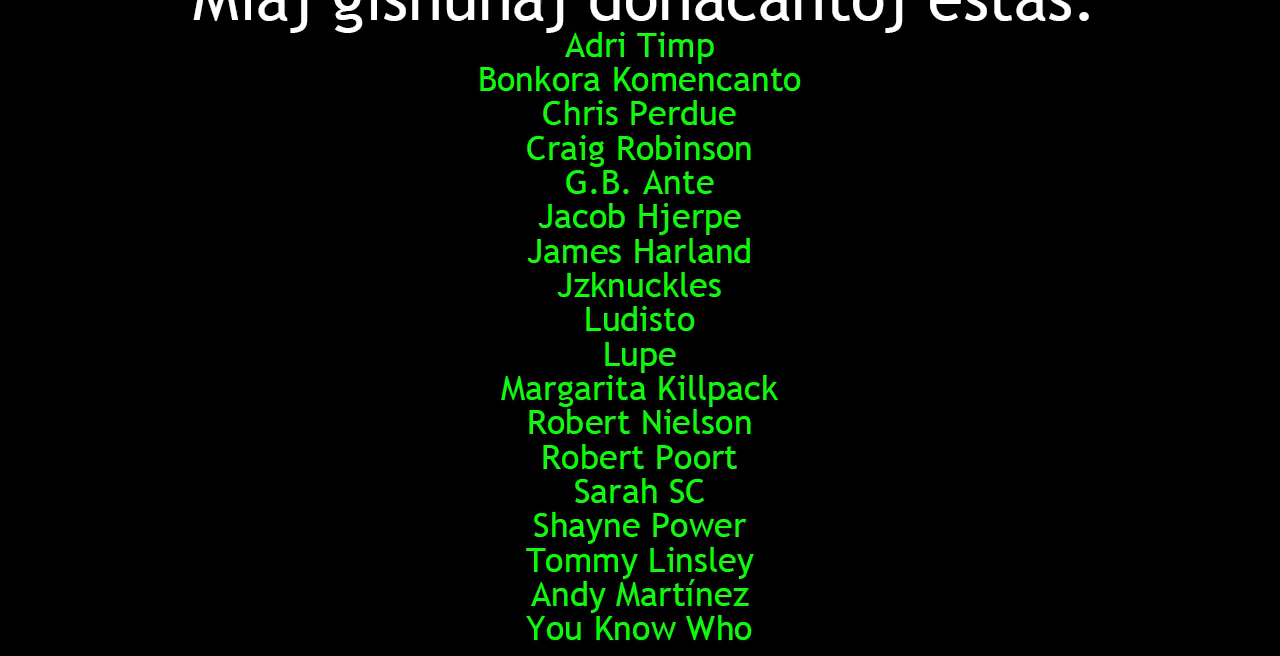 Miaj ĝisnunaj donacantoj estas:
Adri Timp
Bonkora Komencanto
Chris Perdue
Craig Robinson
G.B. Ante
Jacob Hjerpe
James Harland
Jzknuckles
Ludisto
Lupe
Margarita Killpack
Robert Nielson
Robert Poort
Sarah SC
Shayne Power
Tommy Linsley
Andy Martínez
You Know Who